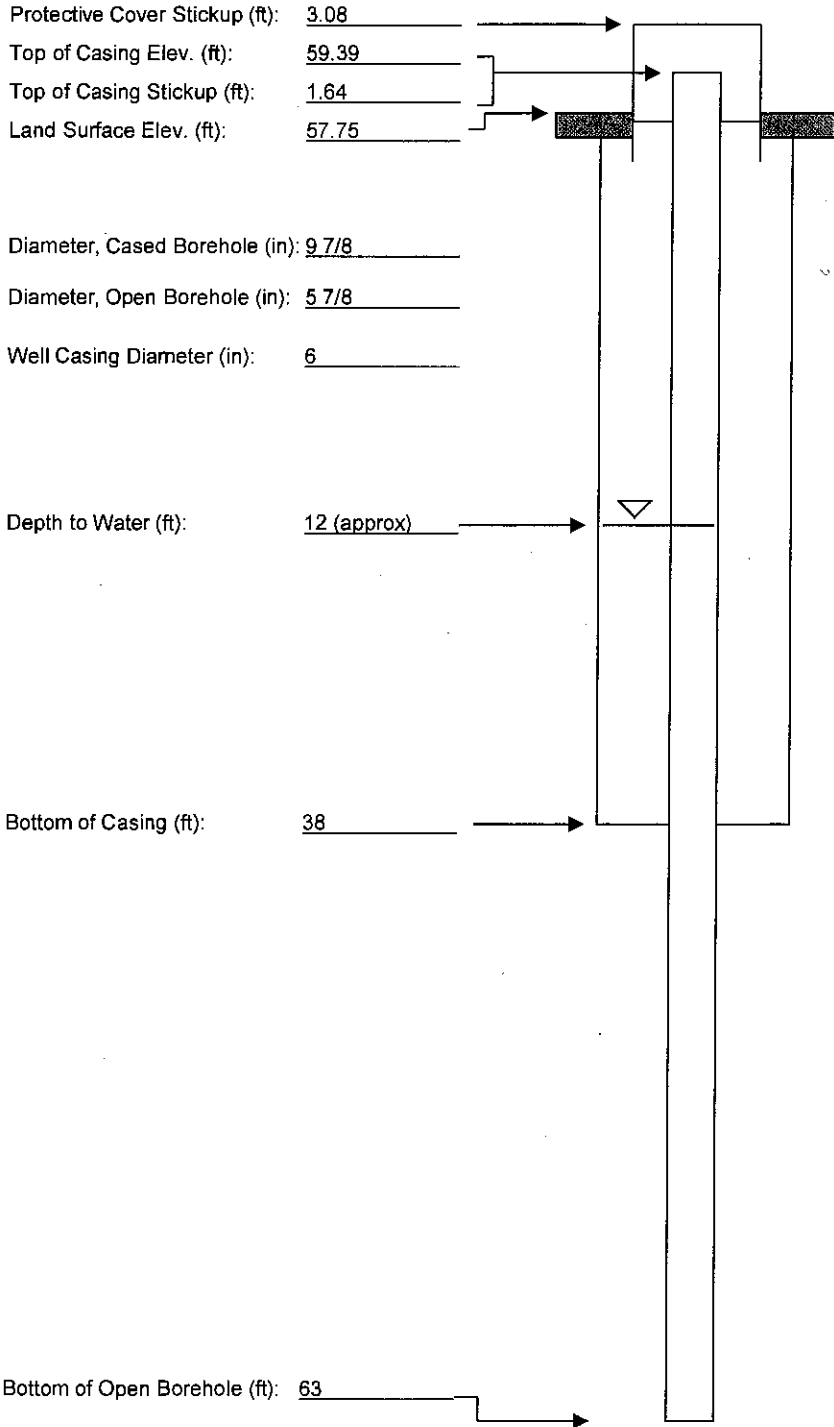 Protective Cover Stickup (ft): 3.08
Top of Casing Elev. (ft): 59.39
Top of Casing Stickup (ft): 1.64
Land Surface Elev. (ft): 57.75
Diameter, Cased Borehole (in): 9 7/8
Diameter, Open Borehole (in): 5 7/8
Well Casing Diameter (in): 6
Depth to Water (ft): 12 (approx)
Bottom of Casing (ft): 38
Bottom of Open Borehole (ft): 63